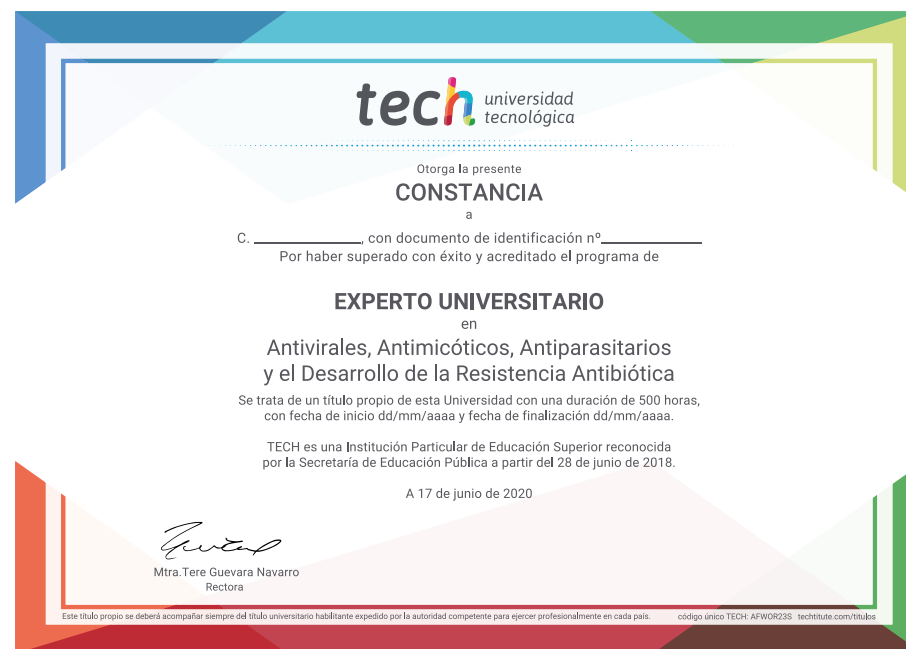 tech universidad
tecnológica
Otorga la presente
CONSTANCIA
a
C. ____________, con documento de identificación nº____________
Por haber superado con éxito y acreditado el programa de
EXPERTO UNIVERSITARIO
en
Antivirales, Antimicóticos, Antiparasitarios
y el Desarrollo de la Resistencia Antibiótica
Se trata de un título propio de esta Universidad con una duración de 500 horas,
con fecha de inicio dd/mm/aaaa y fecha de finalización dd/mm/aaaa.
TECH es una Institución Particular de Educación Superior reconocida
por la Secretaría de Educación Pública a partir del 28 de junio de 2018.
A 17 de junio de 2020
Mtra.Tere Guevara Navarro
Rectora
Este título propio se deberá acompañar siempre del título universitario habilitante expedido por la autoridad competente para ejercer profesionalmente en cada país. código único TECH: AFWOR23S techtitute.com/titulos